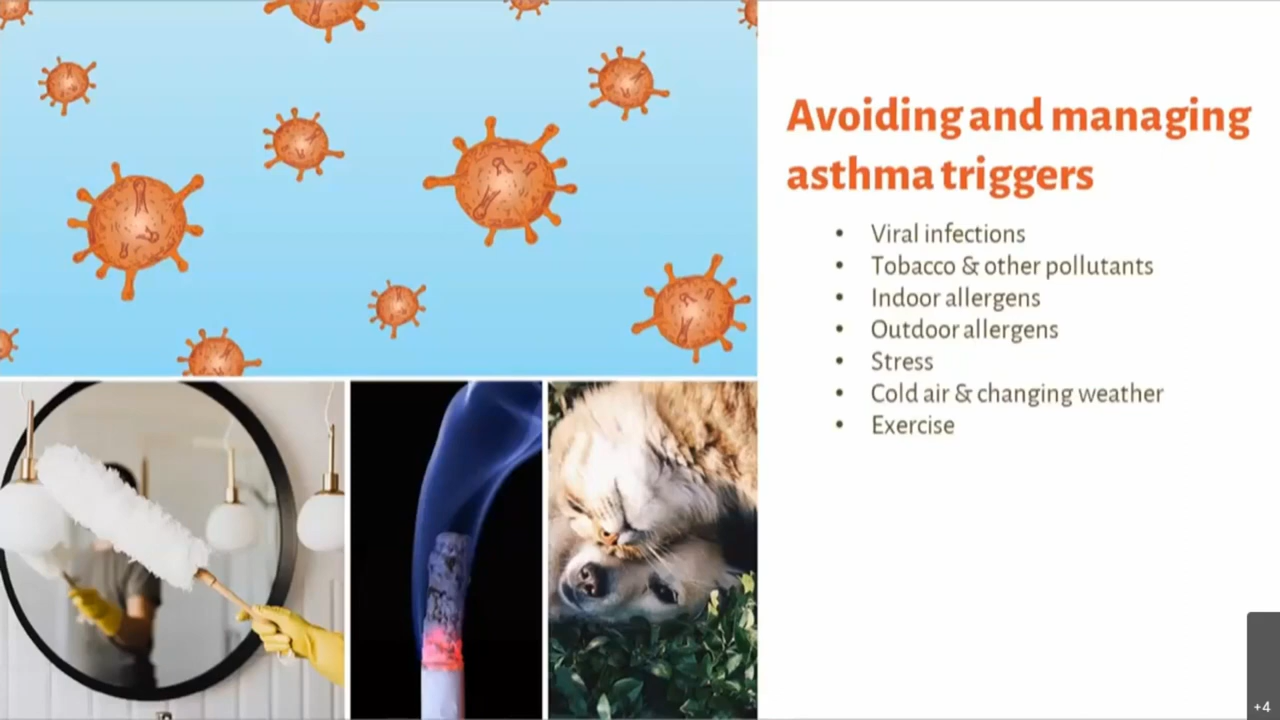 Avoiding and managing
asthma triggers
• Viral infections
• Tobacco & other pollutants
• Indoor allergens
• Outdoor allergens
• Stress
• Cold air & changing weather
• Exercise
+4